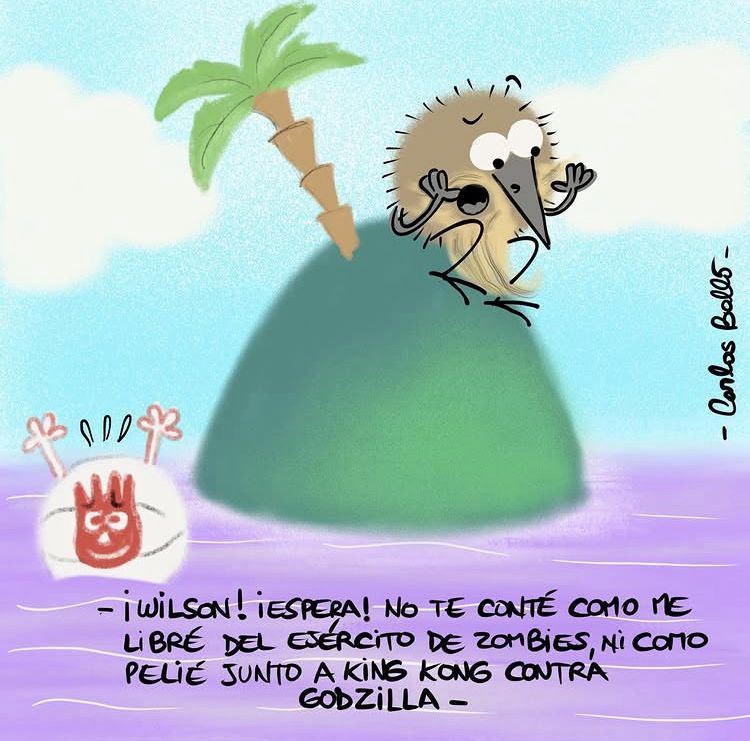 - ¡WILSON! ¡ESPERA! NO TE CONTÉ COMO ME
LIBRÉ DEL EJÉRCITO DE ZOMBIES, NI COMO
PELIÉ JUNTO A KING KONG CONTRA
GODZILLA -
- Carlos Balló -